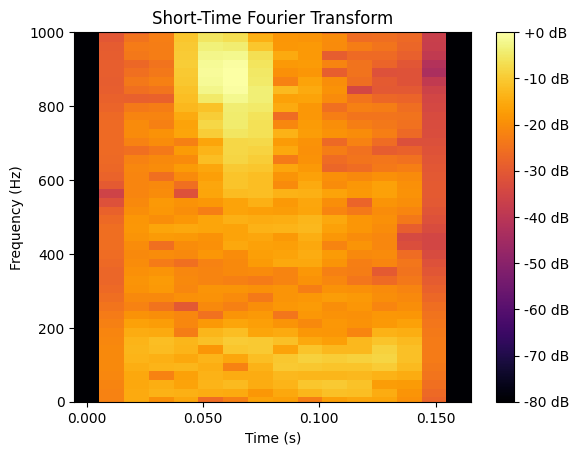 Short-Time Fourier Transform
1000
800
600
400
200
0
Frequency (Hz)
0.000
0.050
0.100
0.150
Time (s)
+0 dB
-10 dB
-20 dB
-30 dB
-40 dB
-50 dB
-60 dB
-70 dB
-80 dB